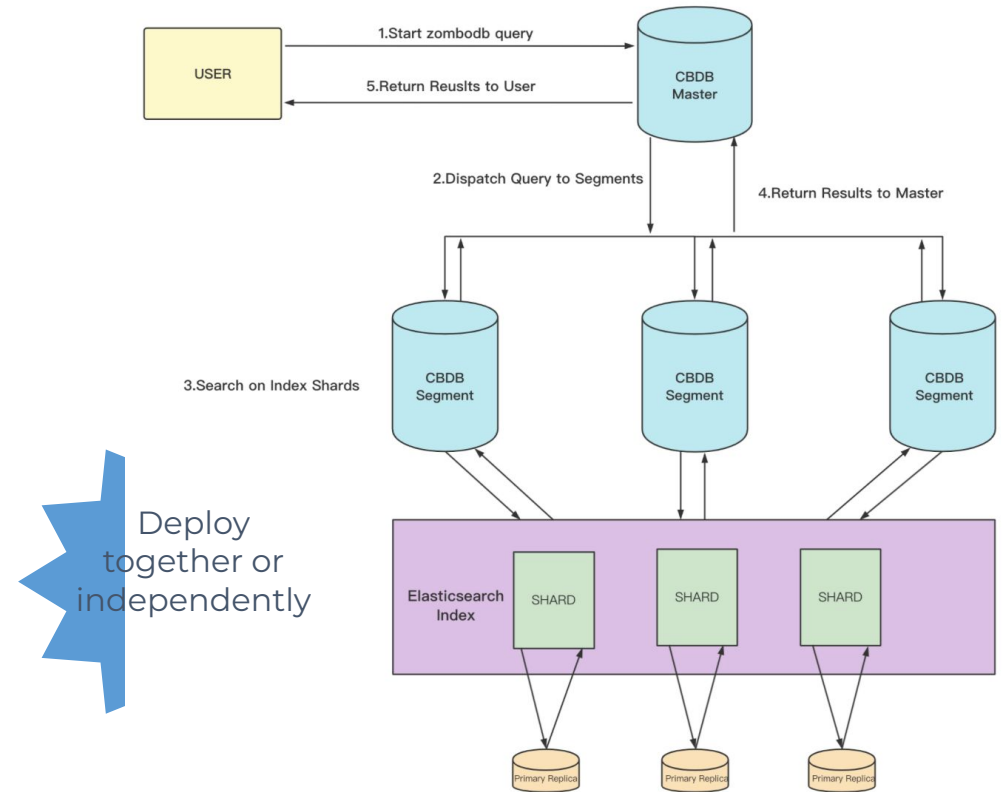 1.Start zombodb query
USER
CBDB
Master
5.Return Reuslts to User
2.Dispatch Query to Segments
4.Return Results to Master
CBDB
Segment
CBDB
Segment
CBDB
Segment
3.Search on Index Shards
Deploy
together or
independently
Elasticsearch
Index
SHARD
SHARD
SHARD
Primary Replica
Primary Replica
Primary Replica